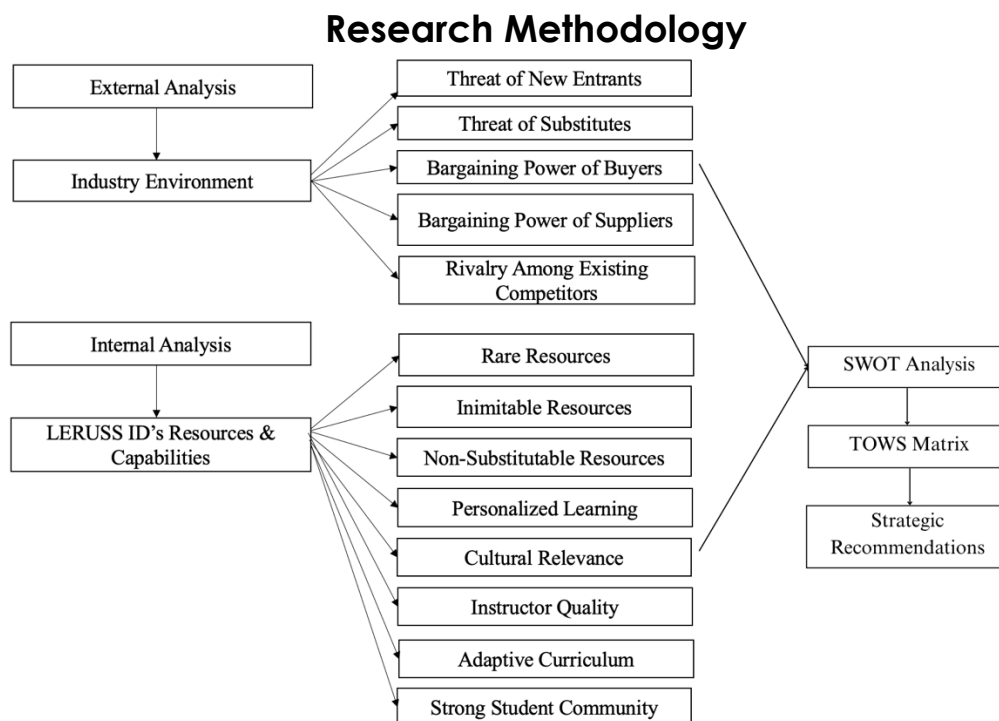 Research Methodology
External Analysis
Industry Environment
Threat of New Entrants
Threat of Substitutes
Bargaining Power of Buyers
Bargaining Power of Suppliers
Rivalry Among Existing
Competitors
Internal Analysis
LERUSS ID’s Resources &
Capabilities
Rare Resources
Inimitable Resources
Non-Substitutable Resources
Personalized Learning
Cultural Relevance
Instructor Quality
Adaptive Curriculum
Strong Student Community
SWOT Analysis
TOWS Matrix
Strategic
Recommendations